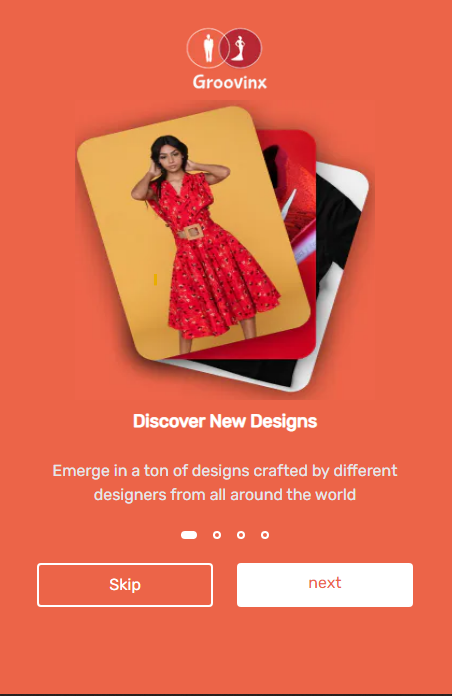 Groovinx
Discover New Designs
Emerge in a ton of designs crafted by different
designers from all around the world
Skip
next